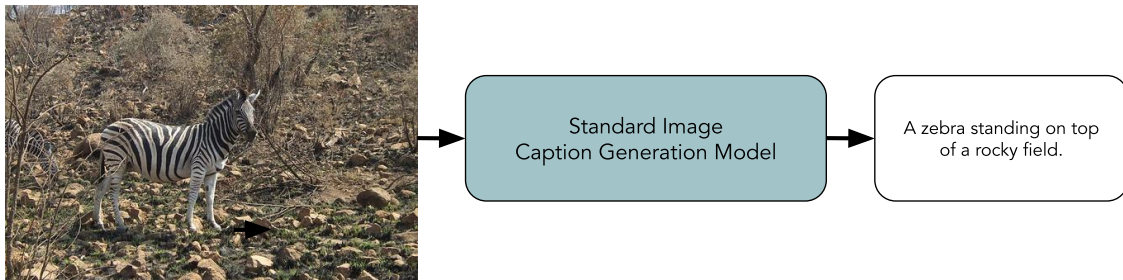 Standard Image
Caption Generation Model
A zebra standing on top
of a rocky field.